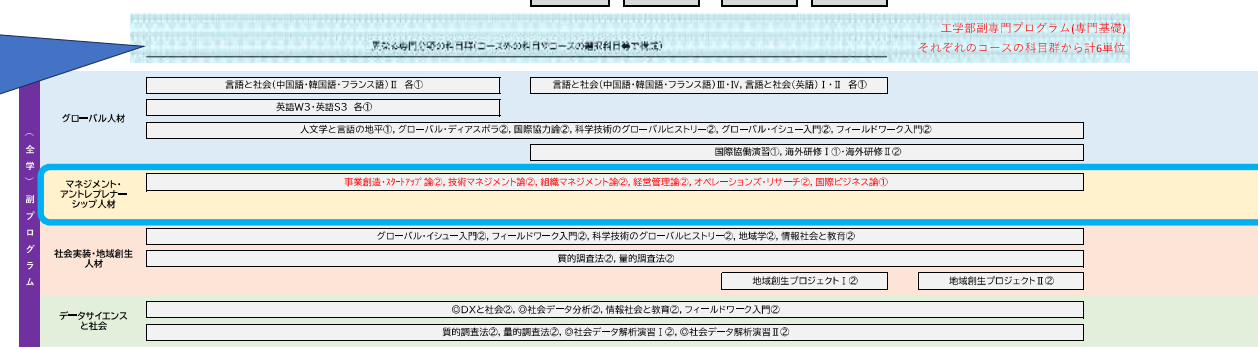 工学部副専門プログラム(専門基礎)
異なる専門分野の科目群(コース外の科目やコースの選択科目等で構成)
それぞれのコースの科目群から計6単位
(全学)副プログラム
グローバル人材
言語と社会(中国語・韓国語・フランス語)Ⅱ 各①
言語と社会(中国語・韓国語・フランス語)Ⅲ・Ⅳ, 言語と社会(英語)Ⅰ・Ⅱ 各①
英語W3・英語S3 各①
人文学と言語の地平①, グローバル・ディアスポラ②, 国際協力論②, 科学技術のグローバルヒストリー②, グローバル・イシュー入門②, フィールドワーク入門②
国際協働演習①, 海外研修Ⅰ①・海外研修Ⅱ②
マネジメント・
アントレプレナー
シップ人材
事業創造・ｽﾀｰﾄｱｯﾌﾟ論②, 技術マネジメント論②, 組織マネジメント論②, 経営管理論②, オペレーションズ・リサーチ②, 国際ビジネス論①
社会実装・地域創生
人材
グローバル・イシュー入門②, フィールドワーク入門②, 科学技術のグローバルヒストリー②, 地域学②, 情報社会と教育②
質的調査法②, 量的調査法②
地域創生プロジェクトⅠ②
地域創生プロジェクトⅡ②
データサイエンス
と社会
◎DXと社会②, ◎社会データ分析②, 情報社会と教育②, フィールドワーク入門②
質的調査法②, 量的調査法②, ◎社会データ解析演習Ⅰ②, ◎社会データ解析演習Ⅱ②